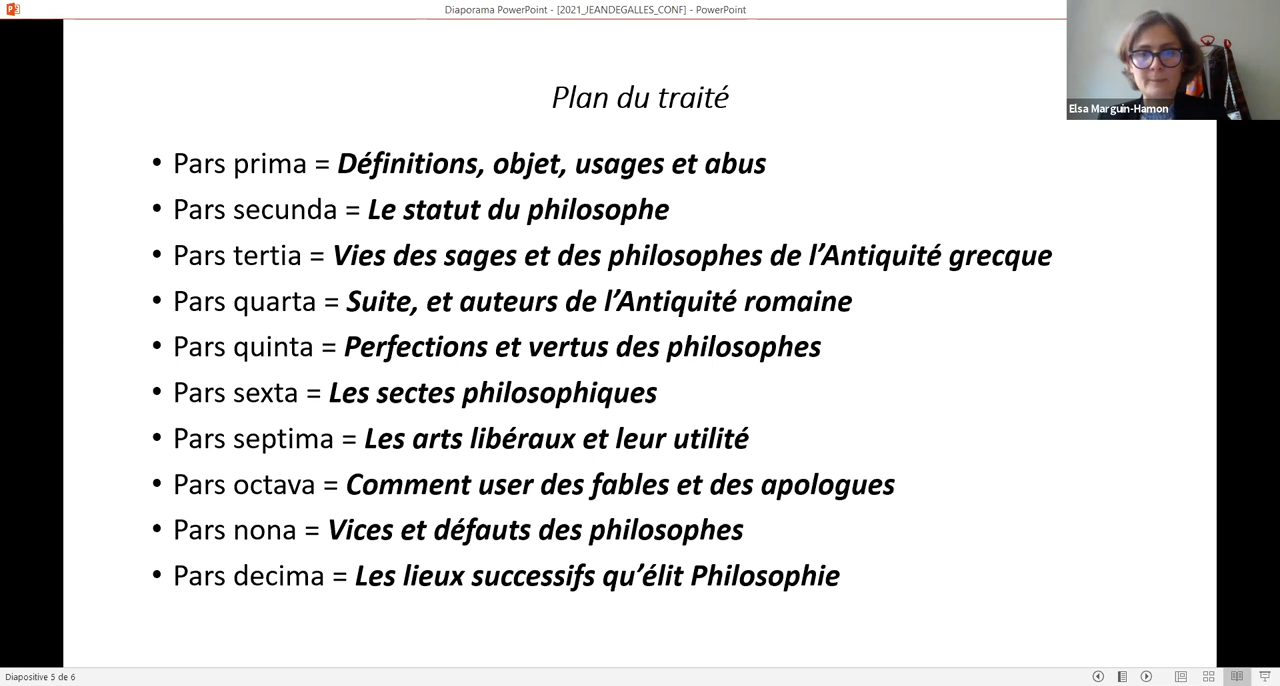 Diaporama PowerPoint - [2021_JEANDEGALLES_CONF] - PowerPoint
Elsa Marguin-Hamon
Plan du traité
• Pars prima = Définitions, objet, usages et abus
• Pars secunda = Le statut du philosophe
• Pars tertia = Vies des sages et des philosophes de l’Antiquité grecque
• Pars quarta = Suite, et auteurs de l’Antiquité romaine
• Pars quinta = Perfections et vertus des philosophes
• Pars sexta = Les sectes philosophiques
• Pars septima = Les arts libéraux et leur utilité
• Pars octava = Comment user des fables et des apologues
• Pars nona = Vices et défauts des philosophes
• Pars decima = Les lieux successifs qu’élit Philosophie
Diapositive 5 de 6